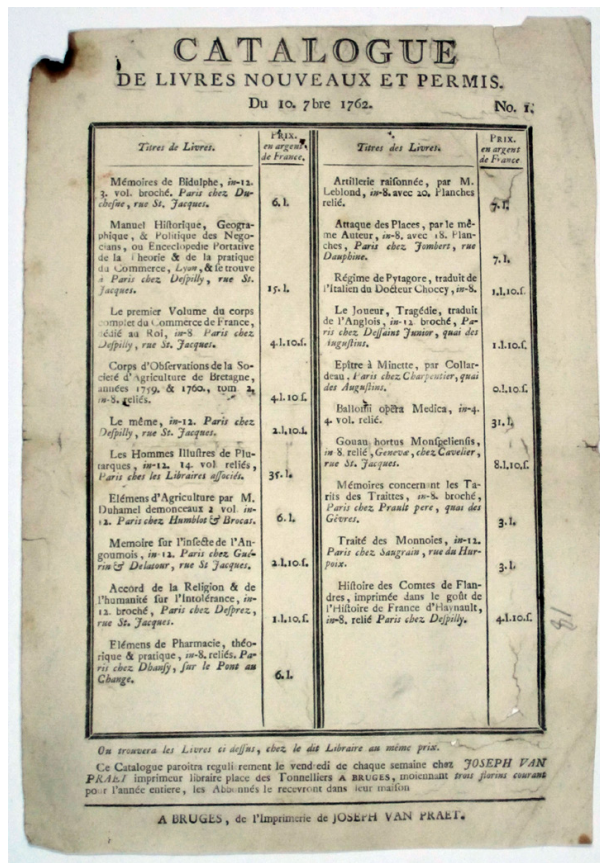 CATALOGUE
DE LIVRES NOUVEAUX ET PERMIS.
Du 10. 7bre 1762.
No. 1.
Titres de Livres.
PRIX.
en argent
de France.
Mémoires de Bidulphe, in-12.
3. vol. broché. Paris chez Du-
chesne, rue St. Jacques.
6.l.
Manuel Historique, Geogra-
phique, & Politique des Nego-
cians, ou Encecлopedie Portative
de la Theorie & de la pratique
du Commerce, Lyon, & se trouve
à Paris chez Despilly, rue St.
Jacques.
15.l.
Le premier Volume du corps
complet du Commerce de France,
dédié au Roi, in-8. Paris chez
Despilly, rue St. Jacques.
4.l.10.s.
Corps d'Observations de la So-
cieté d'Agriculture de Bretagne,
années 1759. & 1760., tom 2,
in-8. reliés.
4.l.10.s.
Le même, in-12. Paris chez
Despilly, rue St. Jacques.
2.l.10.s.
Les Hommes Illustres de Plu-
tarques, in-12. 14. vol. reliés,
Paris ches les Libraires associés.
35.l.
Elémens d'Agriculture par M.
Duhamel demonceaux 2 vol. in-
12. Paris chez Humblot & Brocas.
6.l.
Memoire sur l'insecte de l'An-
goumois, in-12. Paris chez Gué-
rin & Delatour, rue St Jacques.
2.l.10.s.
Accord de la Religion & de
l'humanité sur l'Intolérance, in-
12. broché, Paris chez Desprez,
rue St. Jacques.
1.l.10.s.
Elémens de Pharmacie, théo-
rique & pratique, in-8. reliés. Pa-
ris chez Dhansy, sur le Pont au
Change.
6.l.
Titres des Livres.
PRIX.
en argent
de France
Artillerie raisonnée, par M.
Leblond, in-8. avec 20. Planches
relié.
7.l.
Attaque des Places, par le mê-
me Auteur, in-8. avec 18. Plan-
ches, Paris chez Jombert, rue
Dauphine.
7.l.
Régime de Pytagore, traduit de
l'Italien du Docteur Choccy, in-8.
1.l.10.s.
Le Joueur, Tragédie, traduit
de l'Anglois, in-12. broché, Pa-
ris chez Dessains Junior, quai des
Augustins.
1.l.10.s.
Epître à Minette, par Collar-
deau. Paris chez Charpentier, quai
des Augustins.
0.l.10.s.
Ballonii opera Medica, in-4.
4. vol. relié.
31.l.
Gouan hortus Monspeliensis,
in 8. relié, Genevæ, chez Cavelier,
rue St. Jacques.
8.l.10.s.
Mémoires concernant les Ta-
rifs des Traittes, in-8. broché,
Paris chez Prault pere, quai des
Gèvres.
3.l.
Traité des Monnoies, in-12.
Paris chez Saugrain, rue du Hur-
poix.
3.l.
Histoire des Comtes de Flan-
dres, imprimée dans le goût de
l'Histoire de France d'Haynault,
in-8. relié Paris chez Despilly.
4.l.10.s.
81
On trouvera les Livres ci dessus, chez le dit Libraire au même prix.
Ce Catalogue paroitra reguli rement le vendredi de chaque semaine chez JOSEPH VAN
PRAET imprimeur libraire place des Tonnelliers A BRUGES, moiennant trois florins courant
pour l'année entiere, les Abonnés le recevront dans leur maison
A BRUGES, de l'Imprimerie de JOSEPH VAN PRAET.